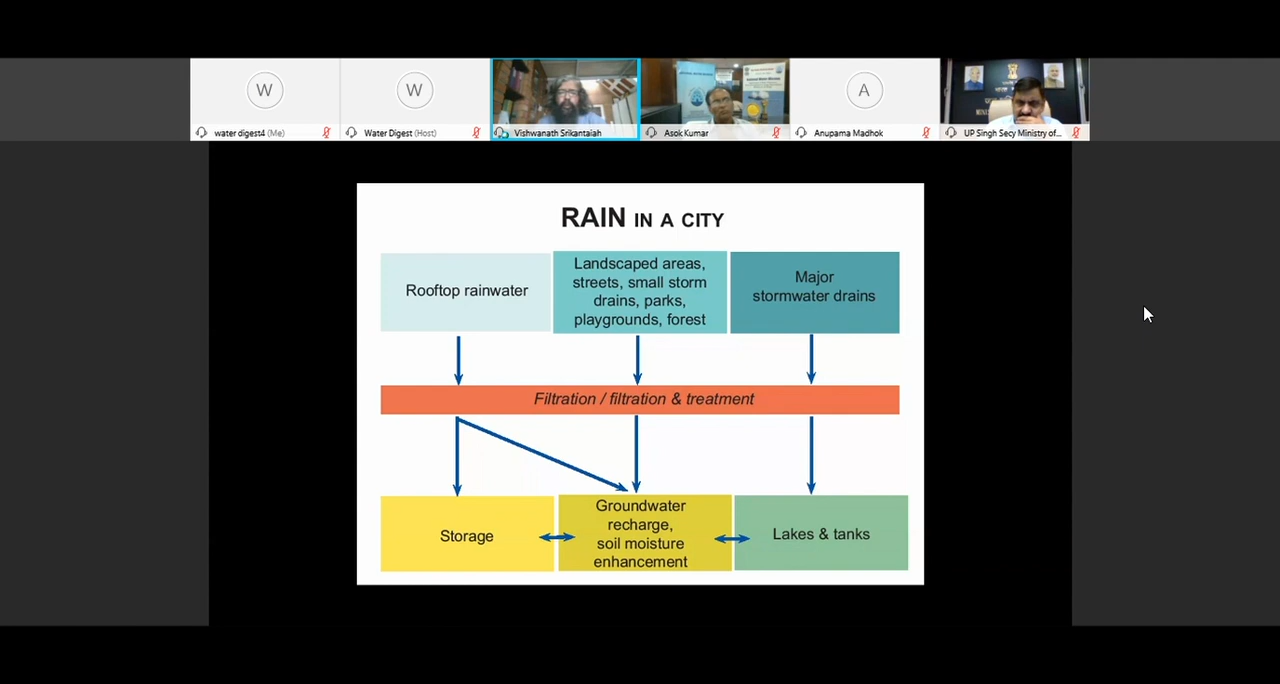 W
W
A
water digest4 (Me)
Water Digest (Host)
Vishwanath Srikantaiah
Asok Kumar
Anupama Madhok
UP Singh Secy Ministry of...
RAIN IN A CITY
Rooftop rainwater
Landscaped areas,
streets, small storm
drains, parks,
playgrounds, forest
Major
stormwater drains
Filtration / filtration & treatment
Storage
Groundwater
recharge,
soil moisture
enhancement
Lakes & tanks